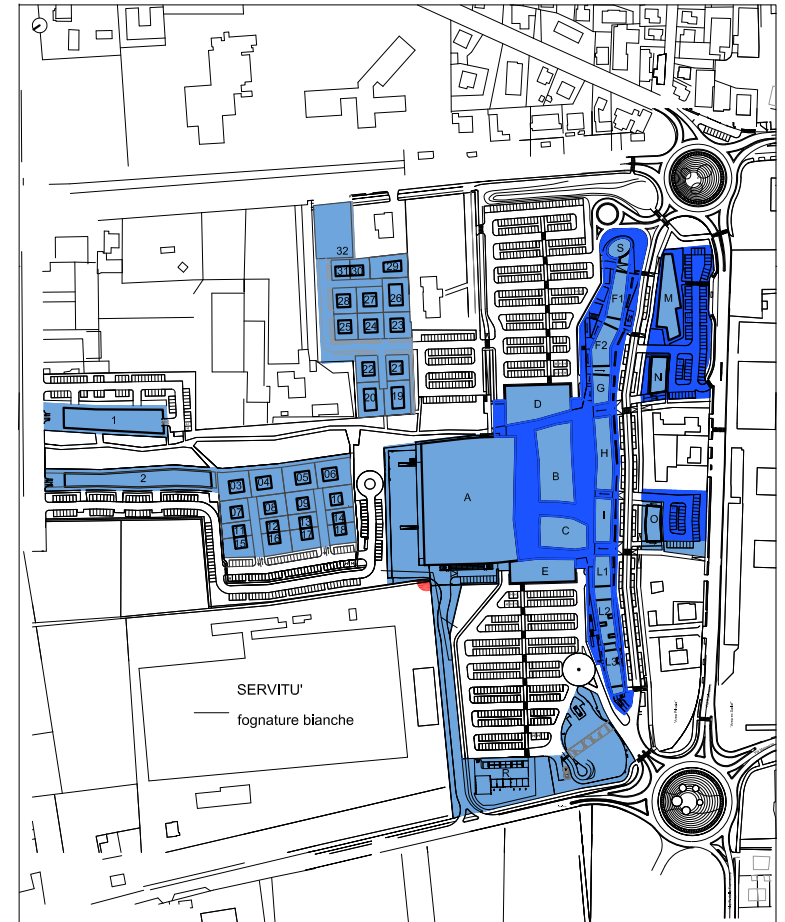 32
31 30 29
28 27 26
25 24 23
22 21
20 19
S
F1
M
F2
N
G
D
1
B
H
2
A
03 04 05 06
07 08 09 10
11 12 13 14
15 16 17 18
C
I
O
E
L1
L2
L3
SERVITU'
fognature bianche
R